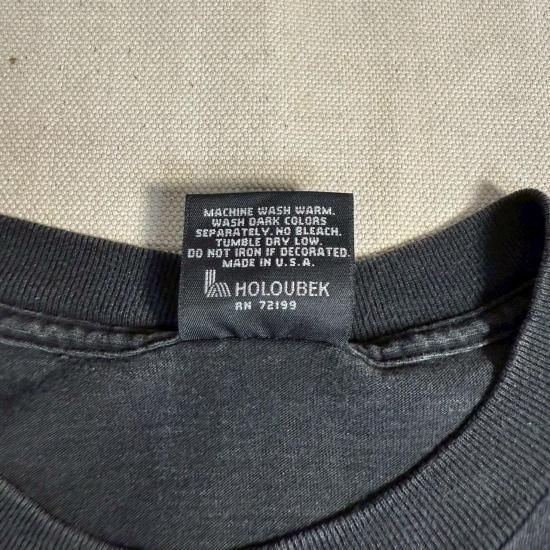 MACHINE WASH WARM.
WASH DARK COLORS
SEPARATELY. NO BLEACH.
TUMBLE DRY LOW.
DO NOT IRON IF DECORATED.
MADE IN U.S.A.
HOLOUBEK
RN 72199